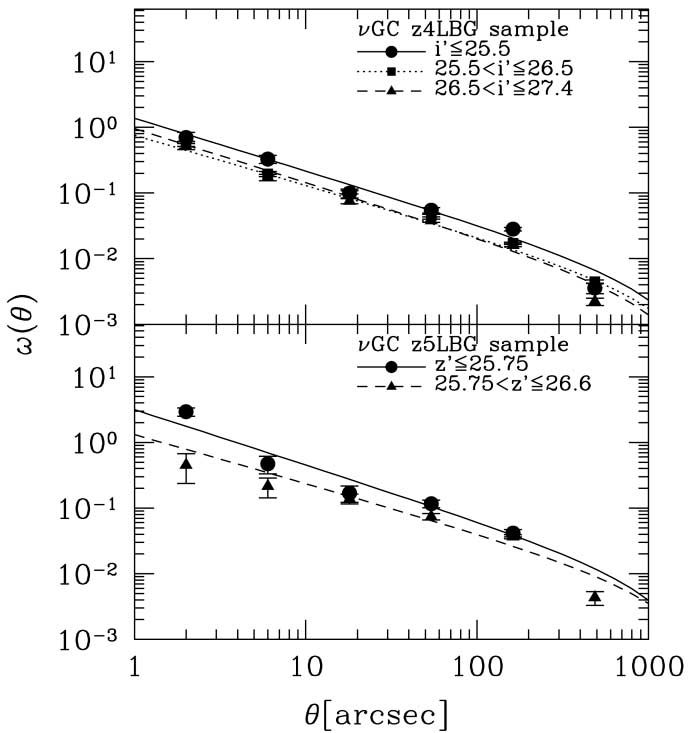 νGC z4LBG sample
i'≦25.5
25.5<i'≦26.5
26.5<i'≦27.4
10¹
10⁰
10⁻¹
10⁻²
10⁻³
ω(θ)
νGC z5LBG sample
z'≦25.75
25.75<z'≦26.6
10¹
10⁰
10⁻¹
10⁻²
10⁻³
1 10 100 1000
θ[arcsec]